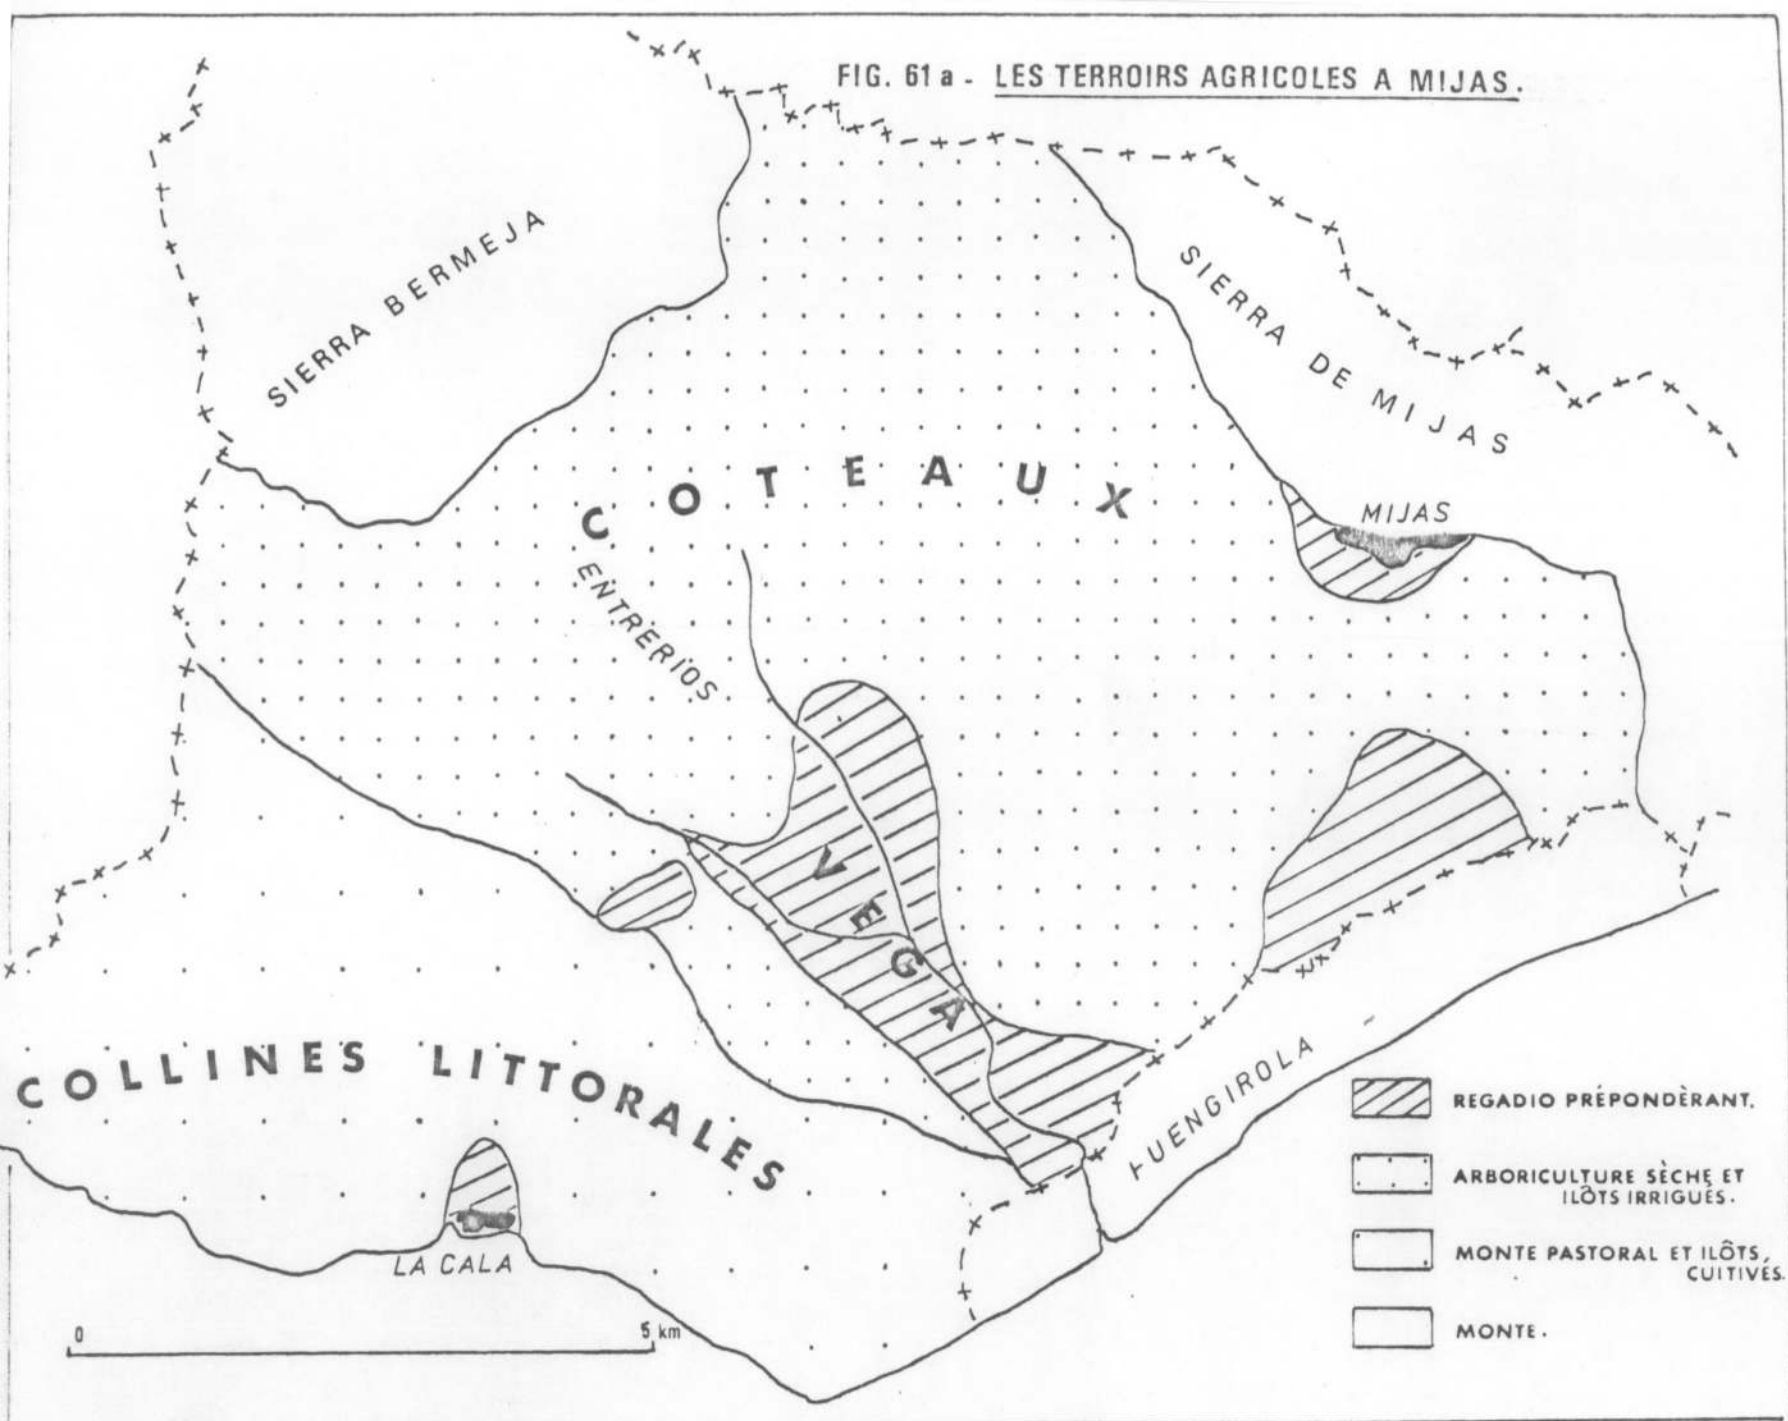 FIG. 61 a - LES TERROIRS AGRICOLES A MIJAS.
SIERRA BERMEJA
SIERRA DE MIJAS
COTEAUX
MIJAS
ENTRERÍOS
VEGA
COLLINES LITTORALES
FUENGIROLA
LA CALA
0 5 km
REGADIO PRÉPONDÈRANT.
ARBORICULTURE SÈCHE ET
ILÔTS IRRIGUÉS.
MONTE PASTORAL ET ILÔTS,
CUITIVÉS.
MONTE.